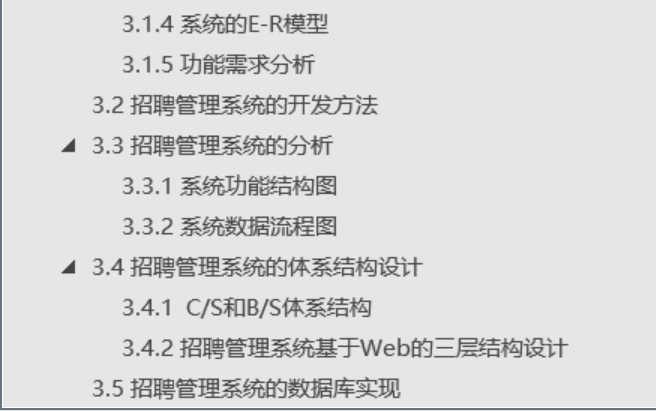 3.1.4 系统的E-R模型
3.1.5 功能需求分析
3.2 招聘管理系统的开发方法
3.3 招聘管理系统的分析
3.3.1 系统功能结构图
3.3.2 系统数据流程图
3.4 招聘管理系统的体系结构设计
3.4.1 C/S和B/S体系结构
3.4.2 招聘管理系统基于Web的三层结构设计
3.5 招聘管理系统的数据库实现